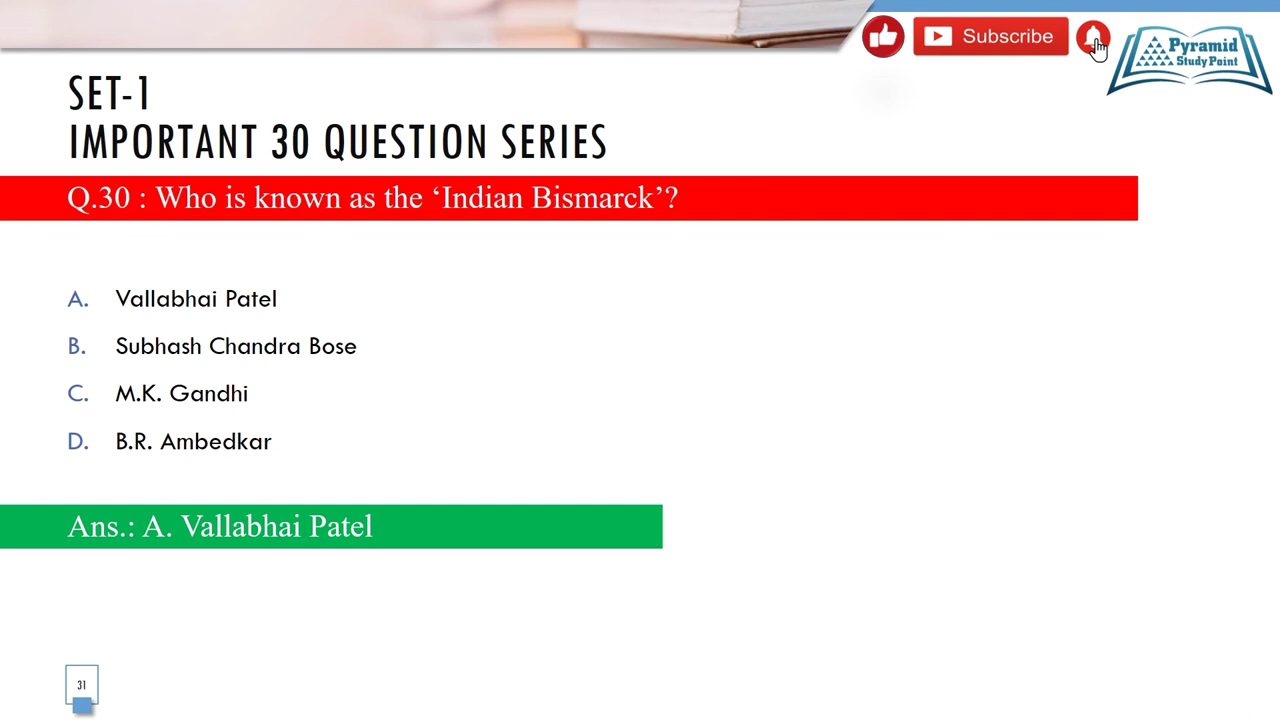 Subscribe
Pyramid
Study Point
SET-1
IMPORTANT 30 QUESTION SERIES
Q.30 : Who is known as the ‘Indian Bismarck’?
A. Vallabhai Patel
B. Subhash Chandra Bose
C. M.K. Gandhi
D. B.R. Ambedkar
Ans.: A. Vallabhai Patel
31